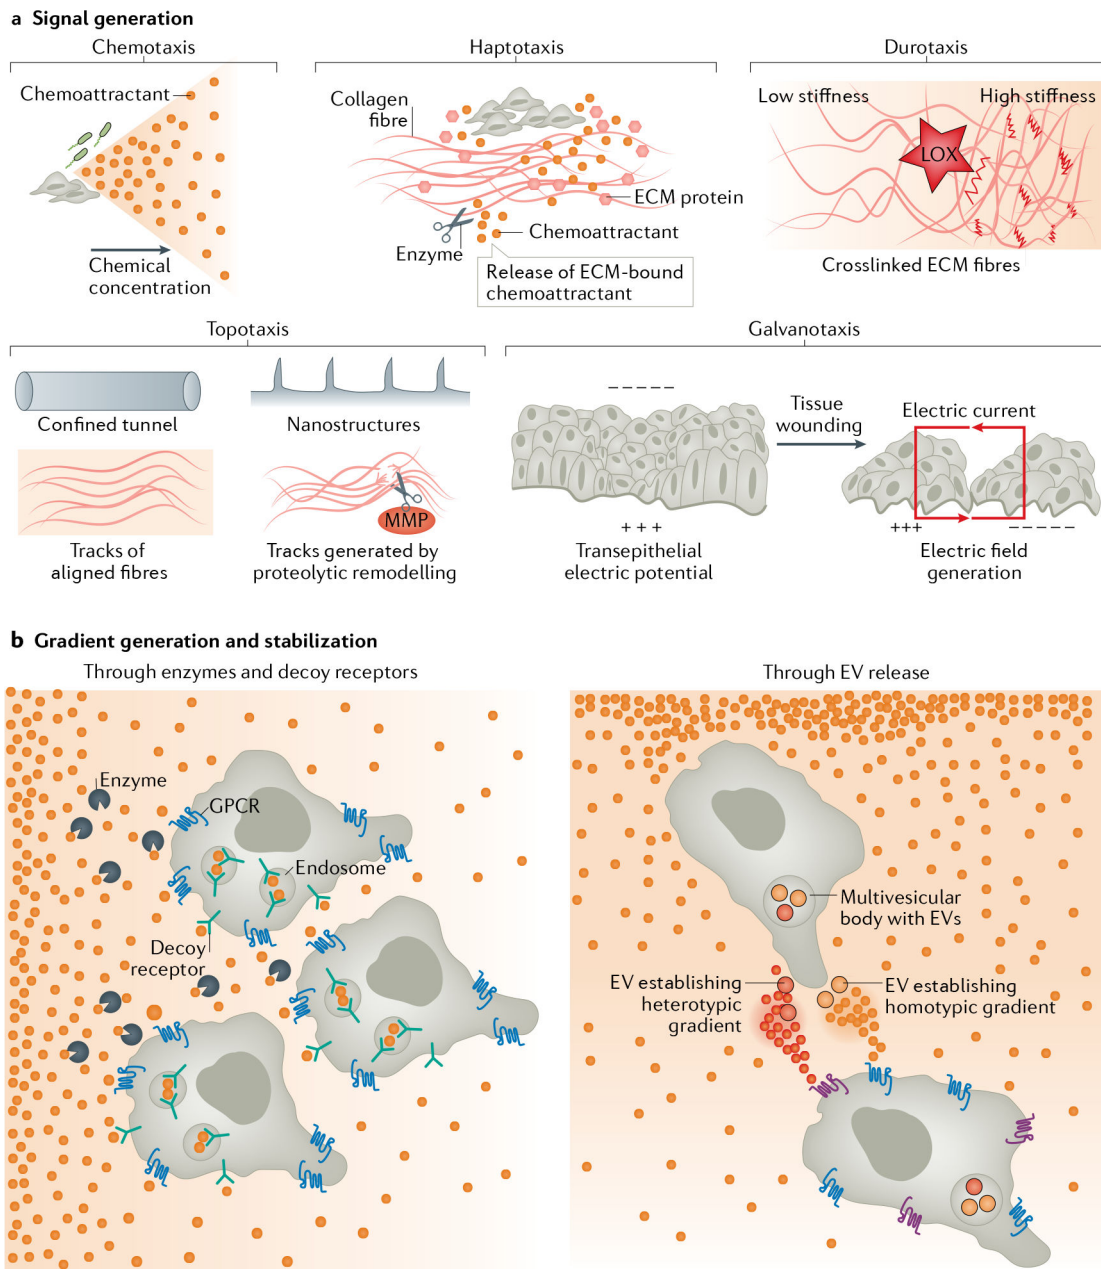 a Signal generation
Chemotaxis
Chemoattractant
Chemical
concentration
Haptotaxis
Collagen
fibre
ECM protein
Chemoattractant
Enzyme
Release of ECM-bound
chemoattractant
Durotaxis
Low stiffness
High stiffness
LOX
Crosslinked ECM fibres
Topotaxis
Confined tunnel
Nanostructures
Tracks of
aligned fibres
MMP
Tracks generated by
proteolytic remodelling
Galvanotaxis
– – – – –
+ + +
Transepithelial
electric potential
Tissue
wounding
Electric current
+++
– – – – –
Electric field
generation
b Gradient generation and stabilization
Through enzymes and decoy receptors
Enzyme
GPCR
Endosome
Decoy
receptor
Through EV release
Multivesicular
body with EVs
EV establishing
heterotypic
gradient
EV establishing
homotypic gradient